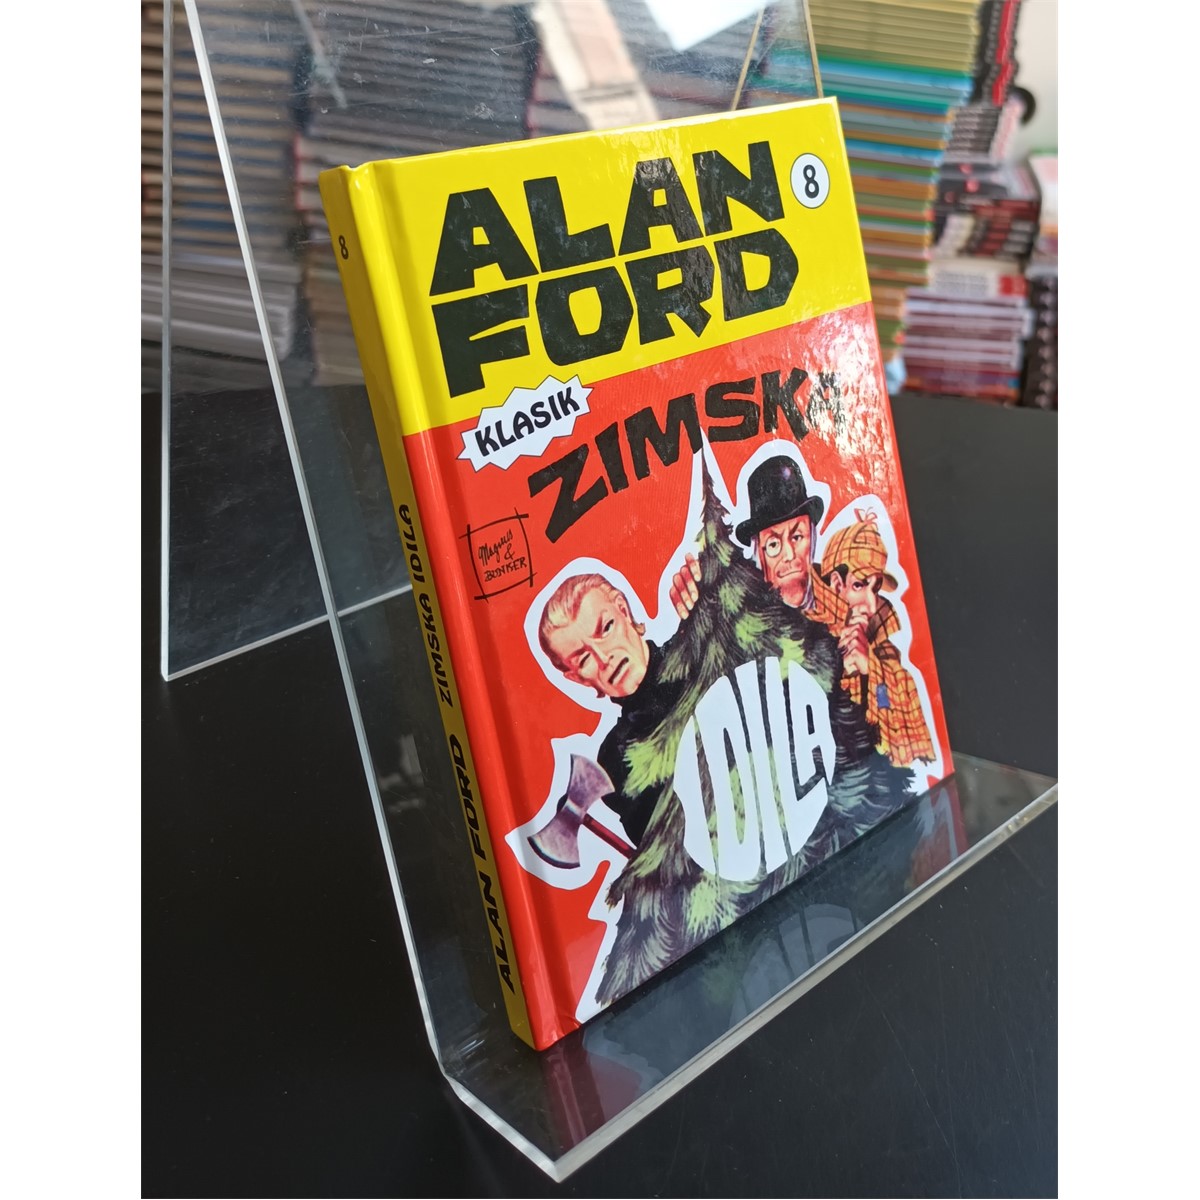 ALAN
FORD
8
KLASIK
ZIMSKA
Magnus
&
BUNKER
IDILA
8
ALAN FORD ZIMSKA IDILA